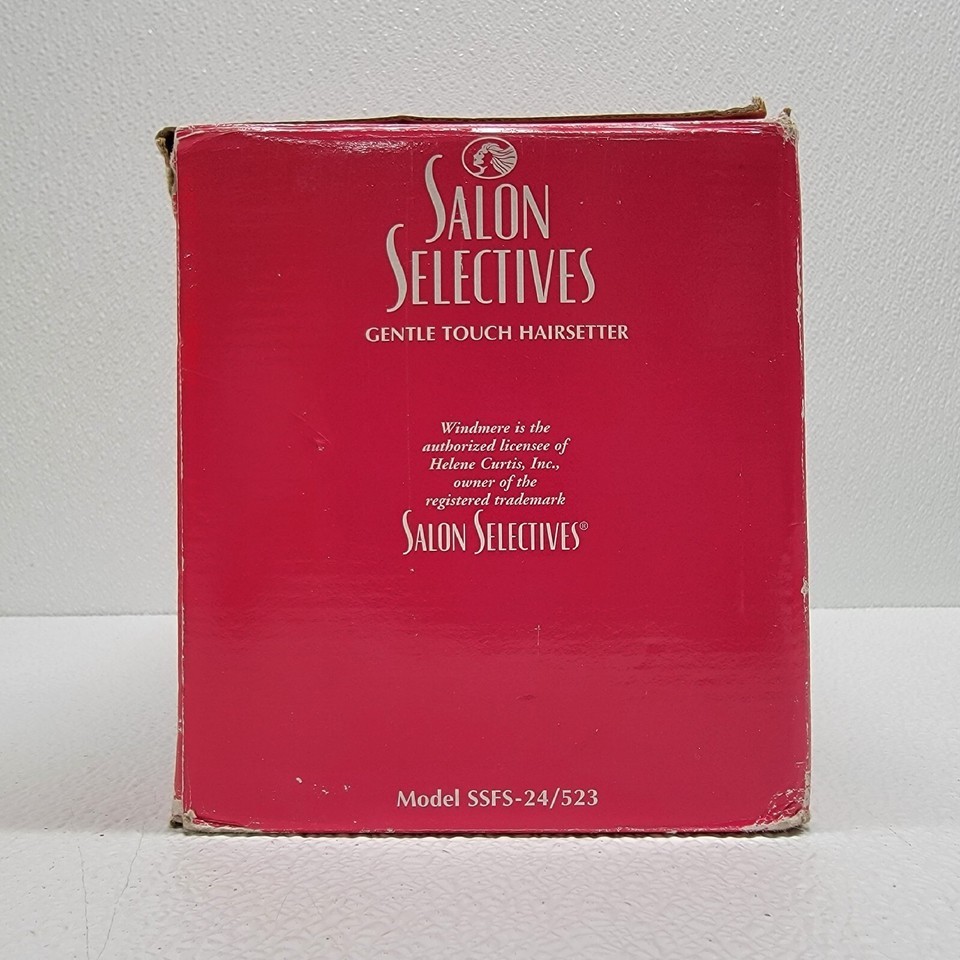 SALON
SELECTIVES
GENTLE TOUCH HAIRSETTER
Windmere is the
authorized licensee of
Helene Curtis, Inc.,
owner of the
registered trademark
SALON SELECTIVES®
Model SSFS-24/523